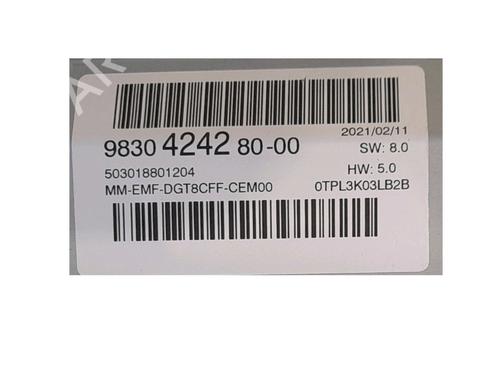 2021/02/11
9830 4242 80-00
SW: 8.0
503018801204
HW: 5.0
MM-EMF-DGT8CFF-CEM00
0TPL3K03LB2B